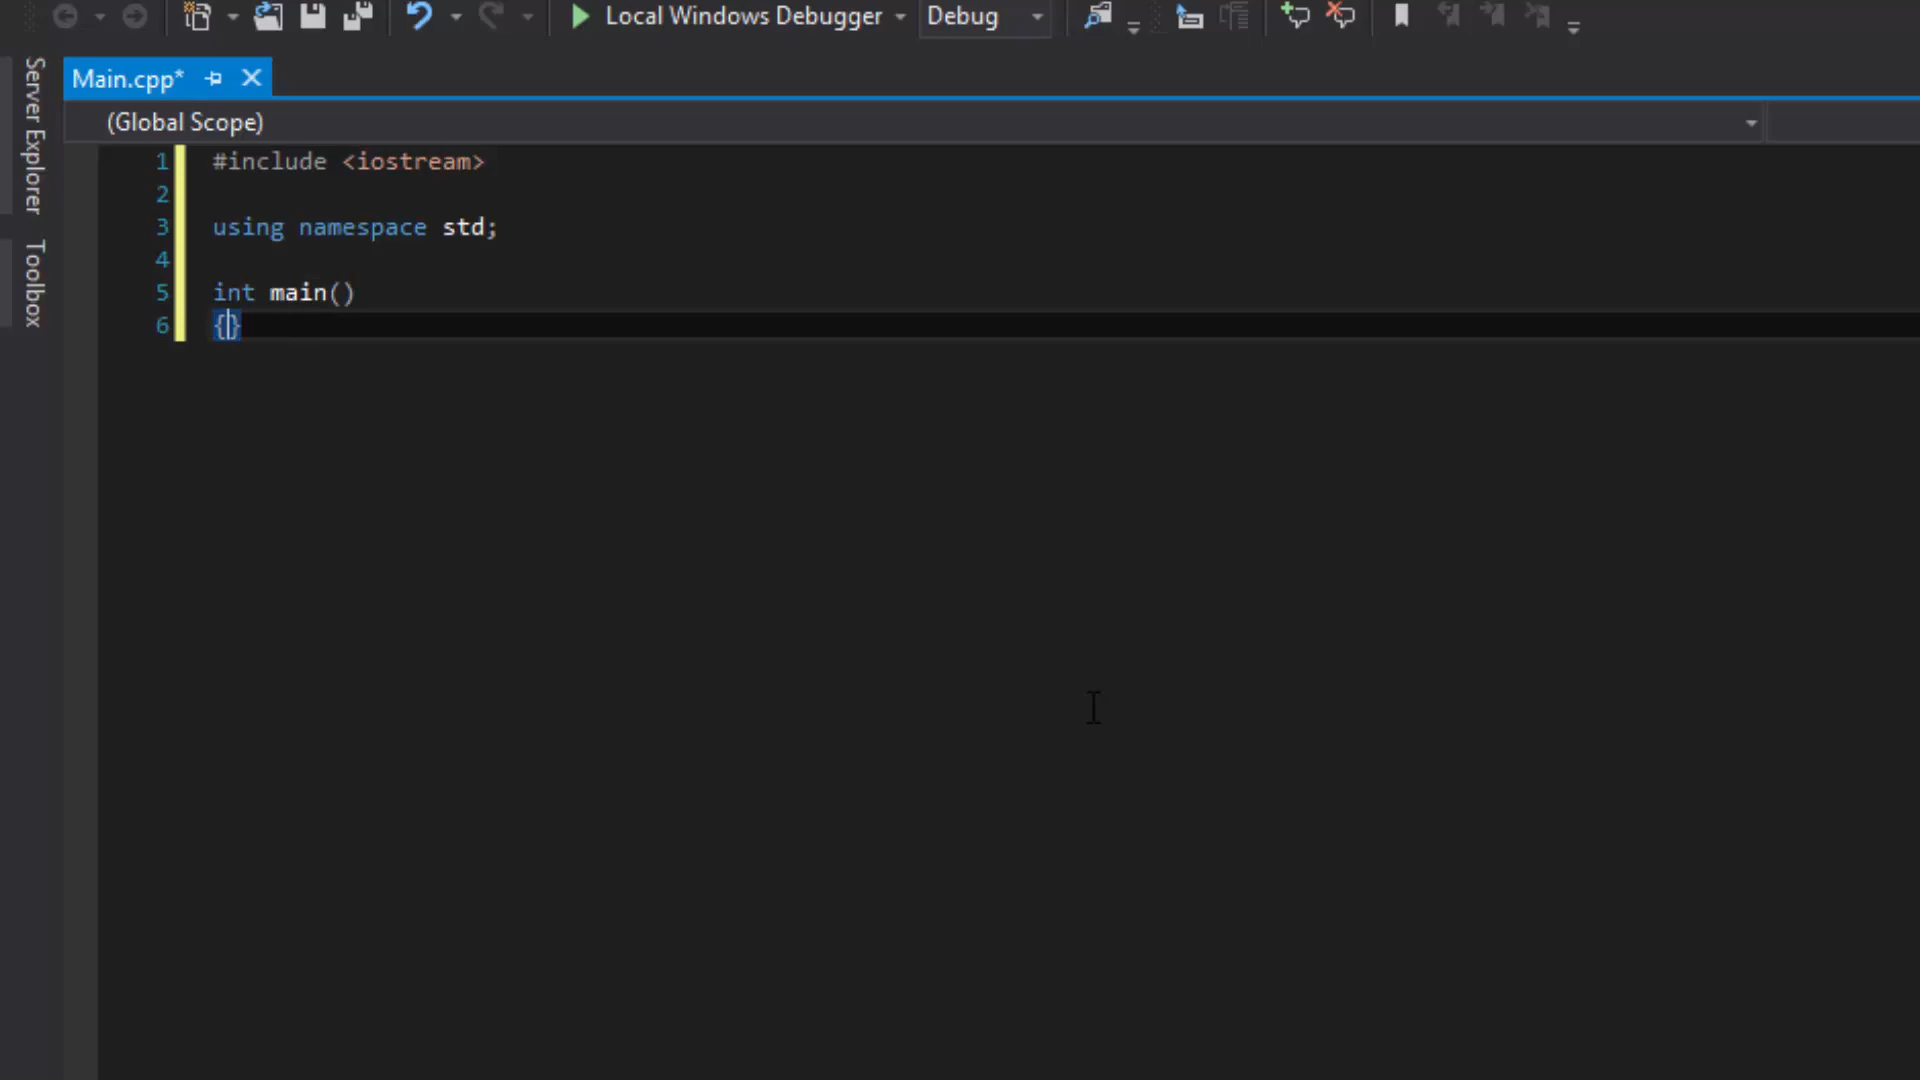 Local Windows Debugger Debug
Server Explorer
Toolbox
Main.cpp*
(Global Scope)
1 #include <iostream>
2
3 using namespace std;
4
5 int main()
6 {}